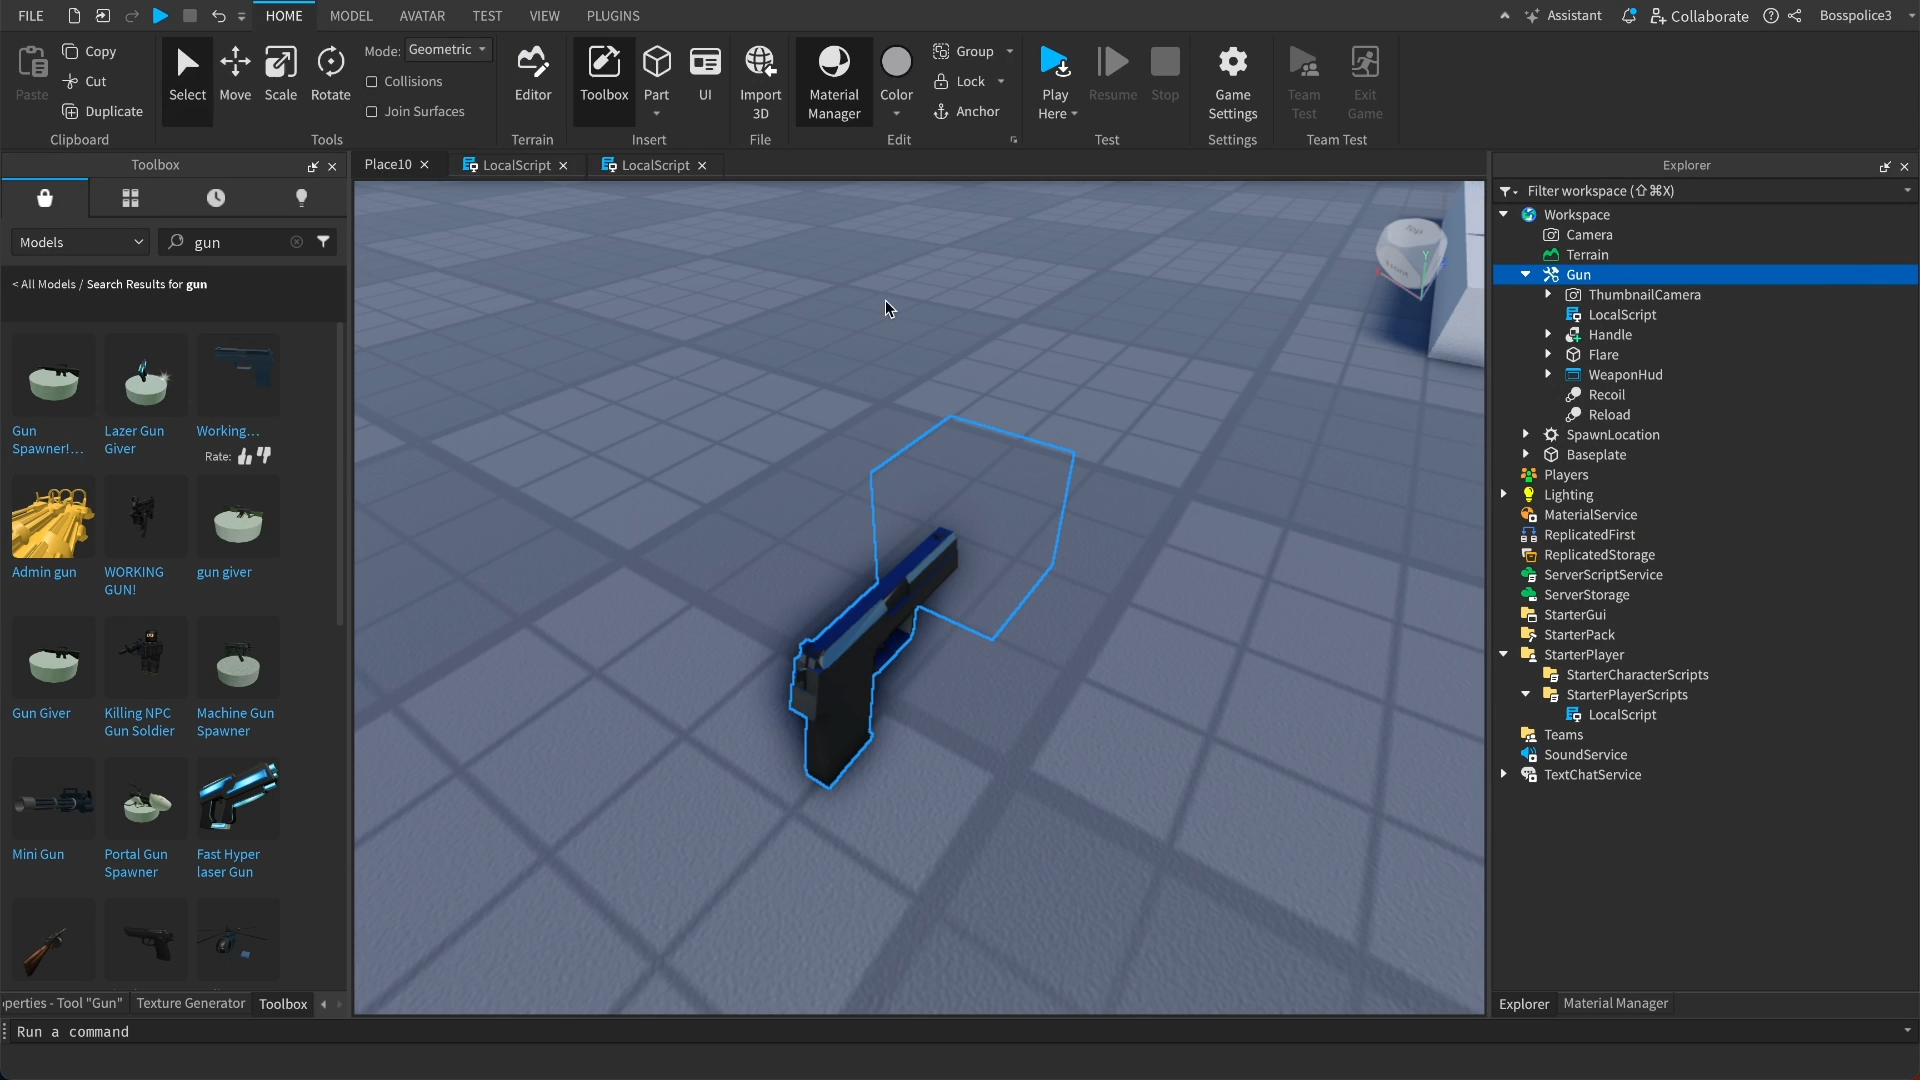 FILE
HOME
MODEL
AVATAR
TEST
VIEW
PLUGINS
Assistant
Collaborate
Bosspolice3
Paste
Copy
Cut
Duplicate
Clipboard
Select
Move
Scale
Rotate
Mode: Geometric
Collisions
Join Surfaces
Tools
Editor
Terrain
Toolbox
Part
UI
Insert
Import
3D
File
Material
Manager
Color
Group
Lock
Anchor
Edit
Play
Here
Resume
Stop
Test
Game
Settings
Settings
Team
Test
Exit
Game
Team Test
Toolbox
Place10
LocalScript
LocalScript
Explorer
Models
gun
< All Models / Search Results for gun
Gun
Spawner!...
Lazer Gun
Giver
Working...
Rate:
Admin gun
WORKING
GUN!
gun giver
Gun Giver
Killing NPC
Gun Soldier
Machine Gun
Spawner
Mini Gun
Portal Gun
Spawner
Fast Hyper
laser Gun
Top
Front
Y
Filter workspace (⇧⌘X)
Workspace
Camera
Terrain
Gun
ThumbnailCamera
LocalScript
Handle
Flare
WeaponHud
Recoil
Reload
SpawnLocation
Baseplate
Players
Lighting
MaterialService
ReplicatedFirst
ReplicatedStorage
ServerScriptService
ServerStorage
StarterGui
StarterPack
StarterPlayer
StarterCharacterScripts
StarterPlayerScripts
LocalScript
Teams
SoundService
TextChatService
perties - Tool "Gun"
Texture Generator
Toolbox
Explorer
Material Manager
Run a command